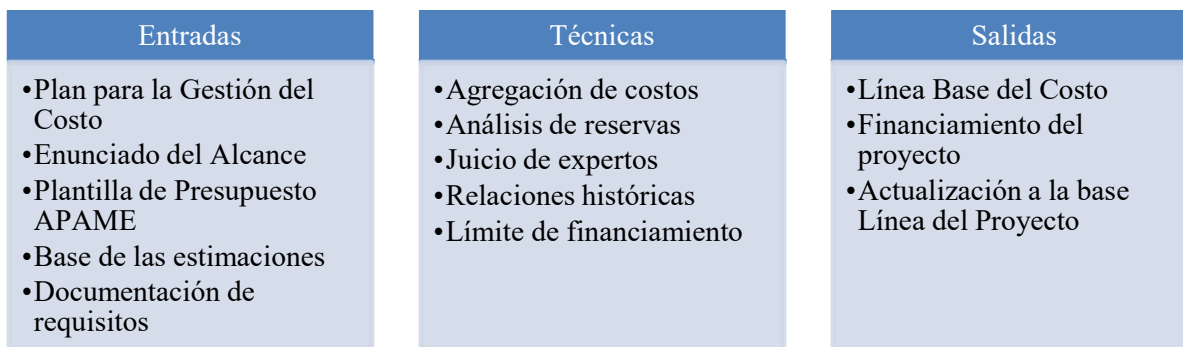 Entradas
•Plan para la Gestión del
Costo
•Enunciado del Alcance
•Plantilla de Presupuesto
APAME
•Base de las estimaciones
•Documentación de
requisitos
Técnicas
•Agregación de costos
•Análisis de reservas
•Juicio de expertos
•Relaciones históricas
•Límite de financiamiento
Salidas
•Línea Base del Costo
•Financiamiento del
proyecto
•Actualización a la base
Línea del Proyecto